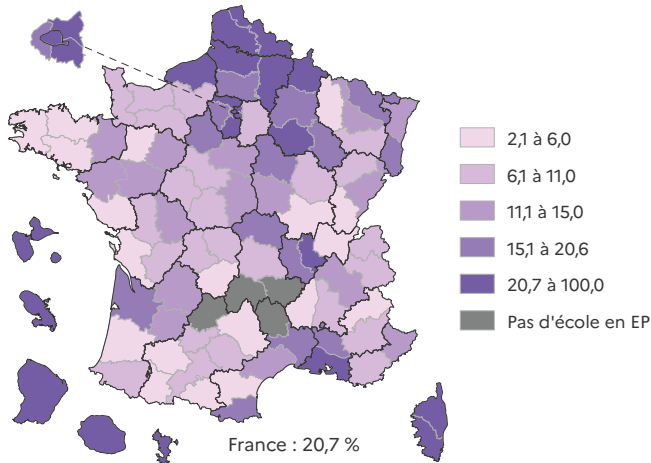 2,1 à 6,0
6,1 à 11,0
11,1 à 15,0
15,1 à 20,6
20,7 à 100,0
Pas d'école en EP
France : 20,7 %